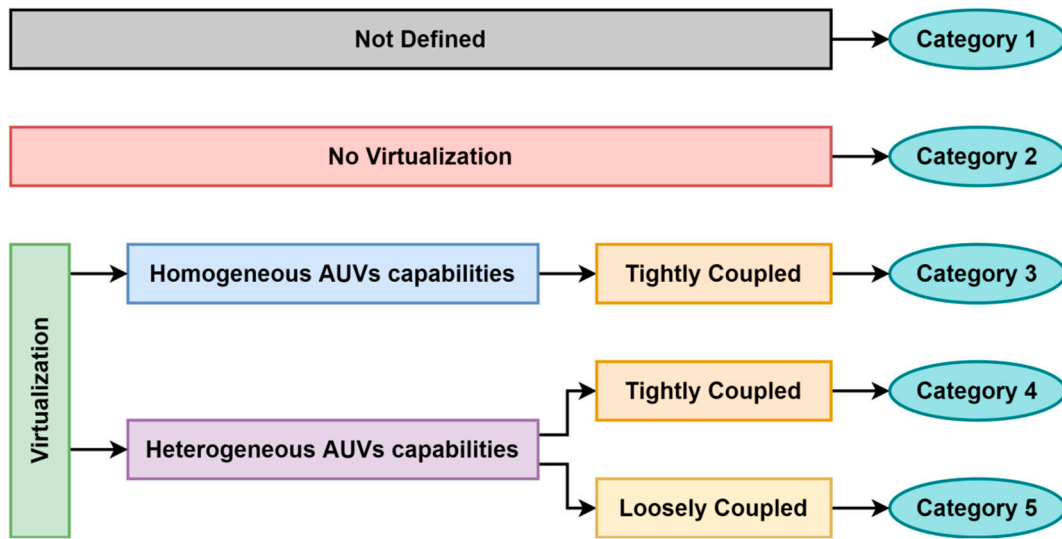 Not Defined
Category 1
No Virtualization
Category 2
Virtualization
Homogeneous AUVs capabilities
Tightly Coupled
Category 3
Heterogeneous AUVs capabilities
Tightly Coupled
Category 4
Loosely Coupled
Category 5